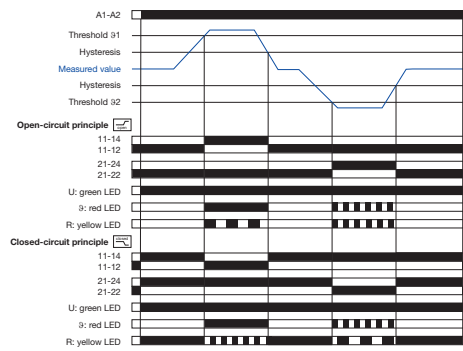 A1-A2
Threshold ϑ1
Hysteresis
Measured value
Hysteresis
Threshold ϑ2
Open-circuit principle open
11-14
11-12
21-24
21-22
U: green LED
ϑ: red LED
R: yellow LED
Closed-circuit principle closed
11-14
11-12
21-24
21-22
U: green LED
ϑ: red LED
R: yellow LED